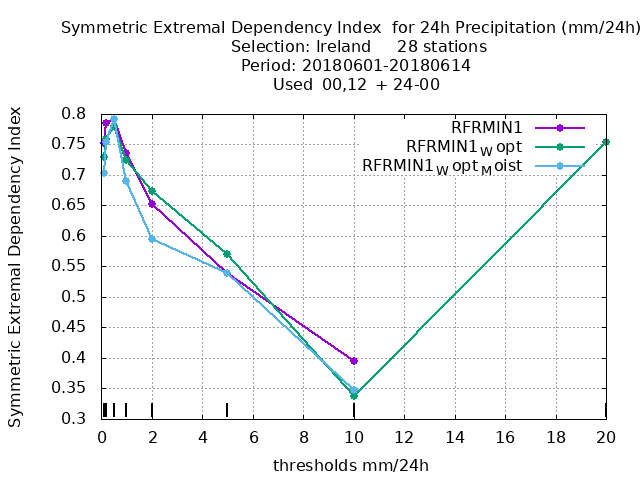 Symmetric Extremal Dependency Index  for 24h Precipitation (mm/24h)
Selection: Ireland     28 stations
Period: 20180601-20180614
Used  00,12  + 24-00
Symmetric Extremal Dependency Index
0.8
0.75
0.7
0.65
0.6
0.55
0.5
0.45
0.4
0.35
0.3
RFRMIN1
RFRMIN1W opt
RFRMIN1W optM oist
0 2 4 6 8 10 12 14 16 18 20
thresholds mm/24h